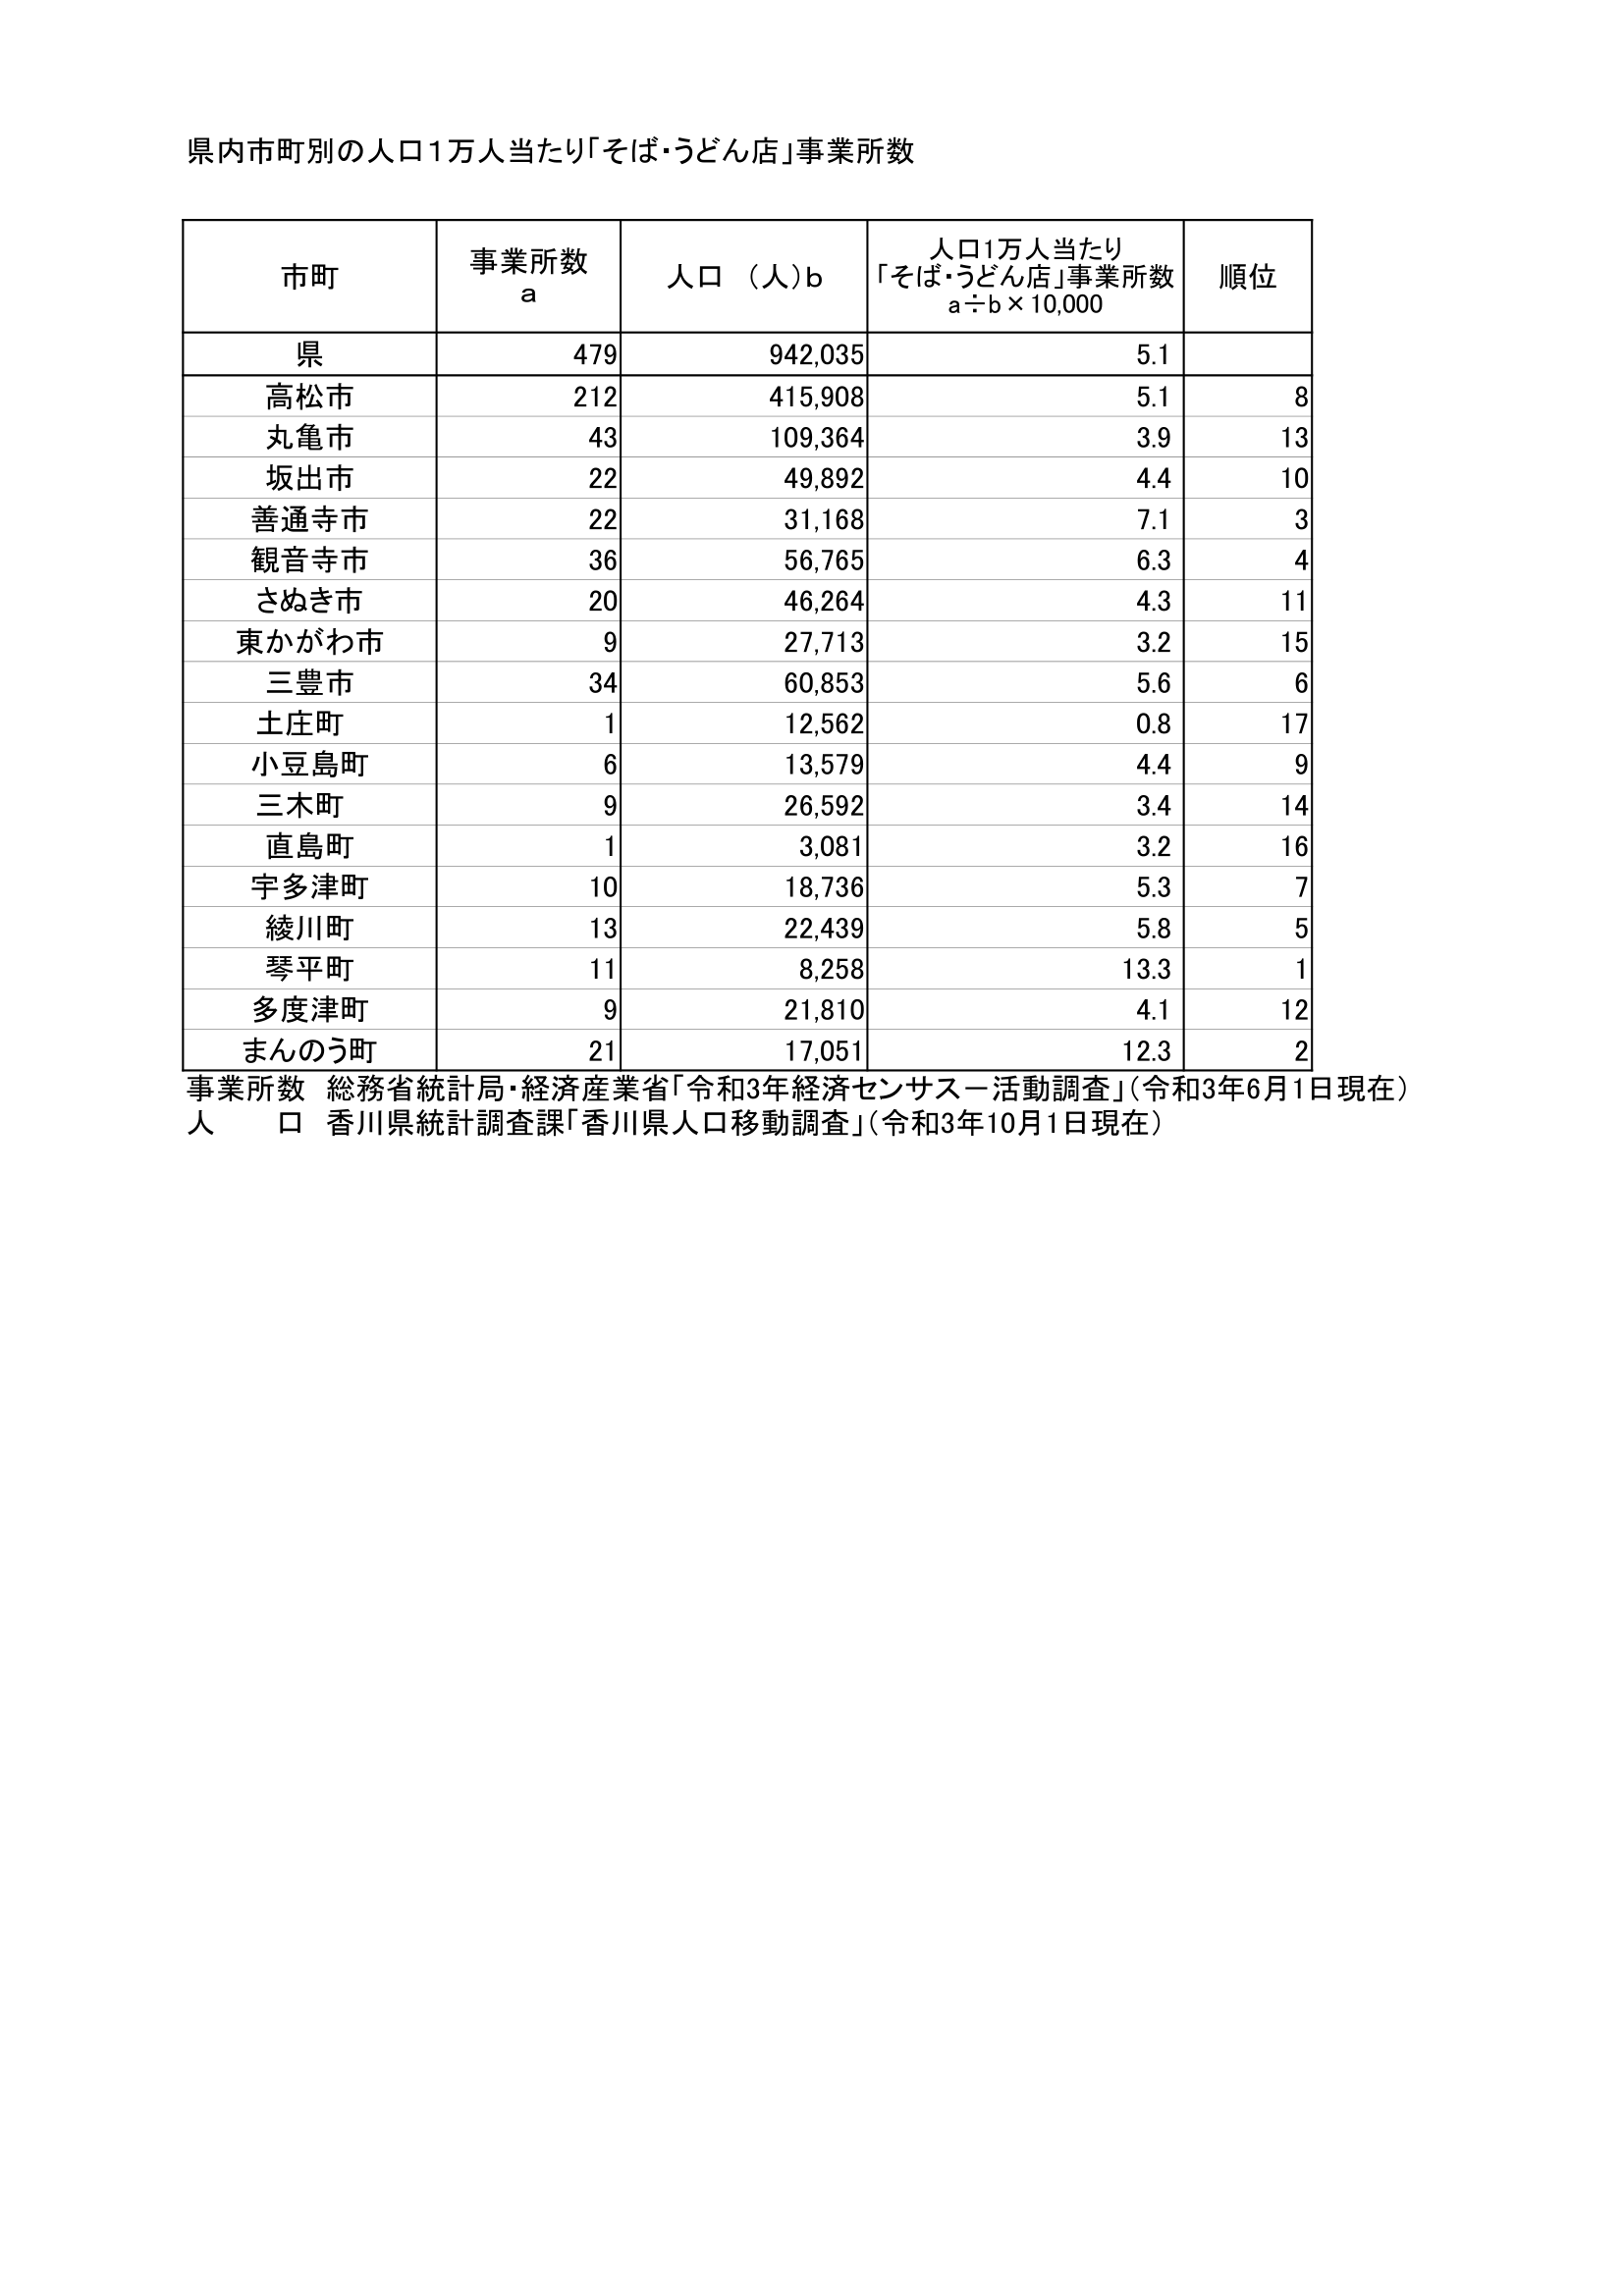 県内市町別の人口1万人当たり「そば・うどん店」事業所数
市町 事業所数 a 人口 （人）b 人口1万人当たり 「そば・うどん店」事業所数 a÷b×10,000 順位
県 479 942,035 5.1
高松市 212 415,908 5.1 8
丸亀市 43 109,364 3.9 13
坂出市 22 49,892 4.4 10
善通寺市 22 31,168 7.1 3
観音寺市 36 56,765 6.3 4
さぬき市 20 46,264 4.3 11
東かがわ市 9 27,713 3.2 15
三豊市 34 60,853 5.6 6
土庄町 1 12,562 0.8 17
小豆島町 6 13,579 4.4 9
三木町 9 26,592 3.4 14
直島町 1 3,081 3.2 16
宇多津町 10 18,736 5.3 7
綾川町 13 22,439 5.8 5
琴平町 11 8,258 13.3 1
多度津町 9 21,810 4.1 12
まんのう町 21 17,051 12.3 2
事業所数 総務省統計局・経済産業省「令和3年経済センサス－活動調査」（令和3年6月1日現在）
人　　口 香川県統計調査課「香川県人口移動調査」（令和3年10月1日現在）